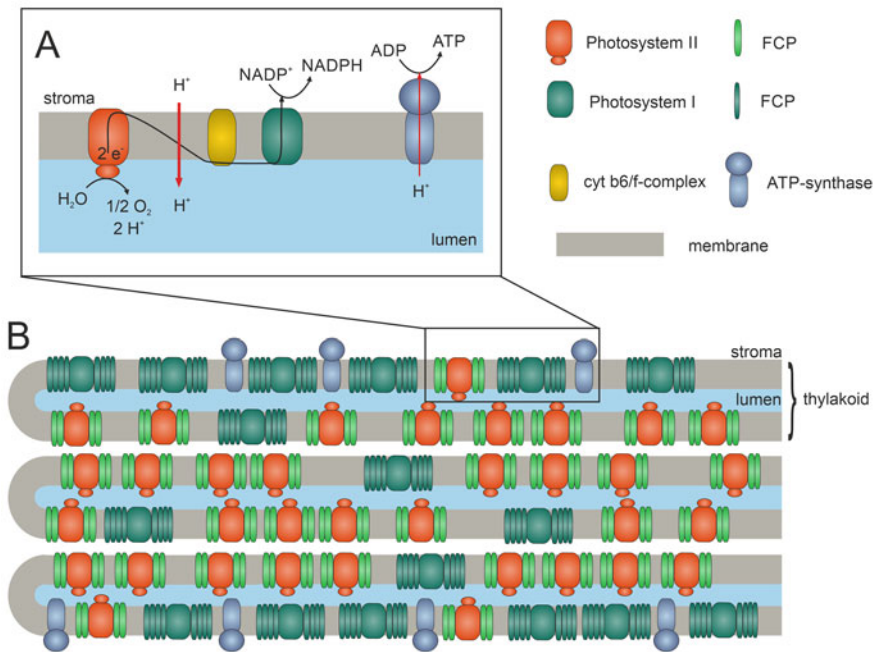 A
stroma
H⁺
NADP⁺
NADPH
ADP
ATP
2 e⁻
H₂O
1/2 O₂
2 H⁺
H⁺
H⁺
lumen
Photosystem II
FCP
Photosystem I
FCP
cyt b6/f-complex
ATP-synthase
membrane
B
stroma
lumen
thylakoid